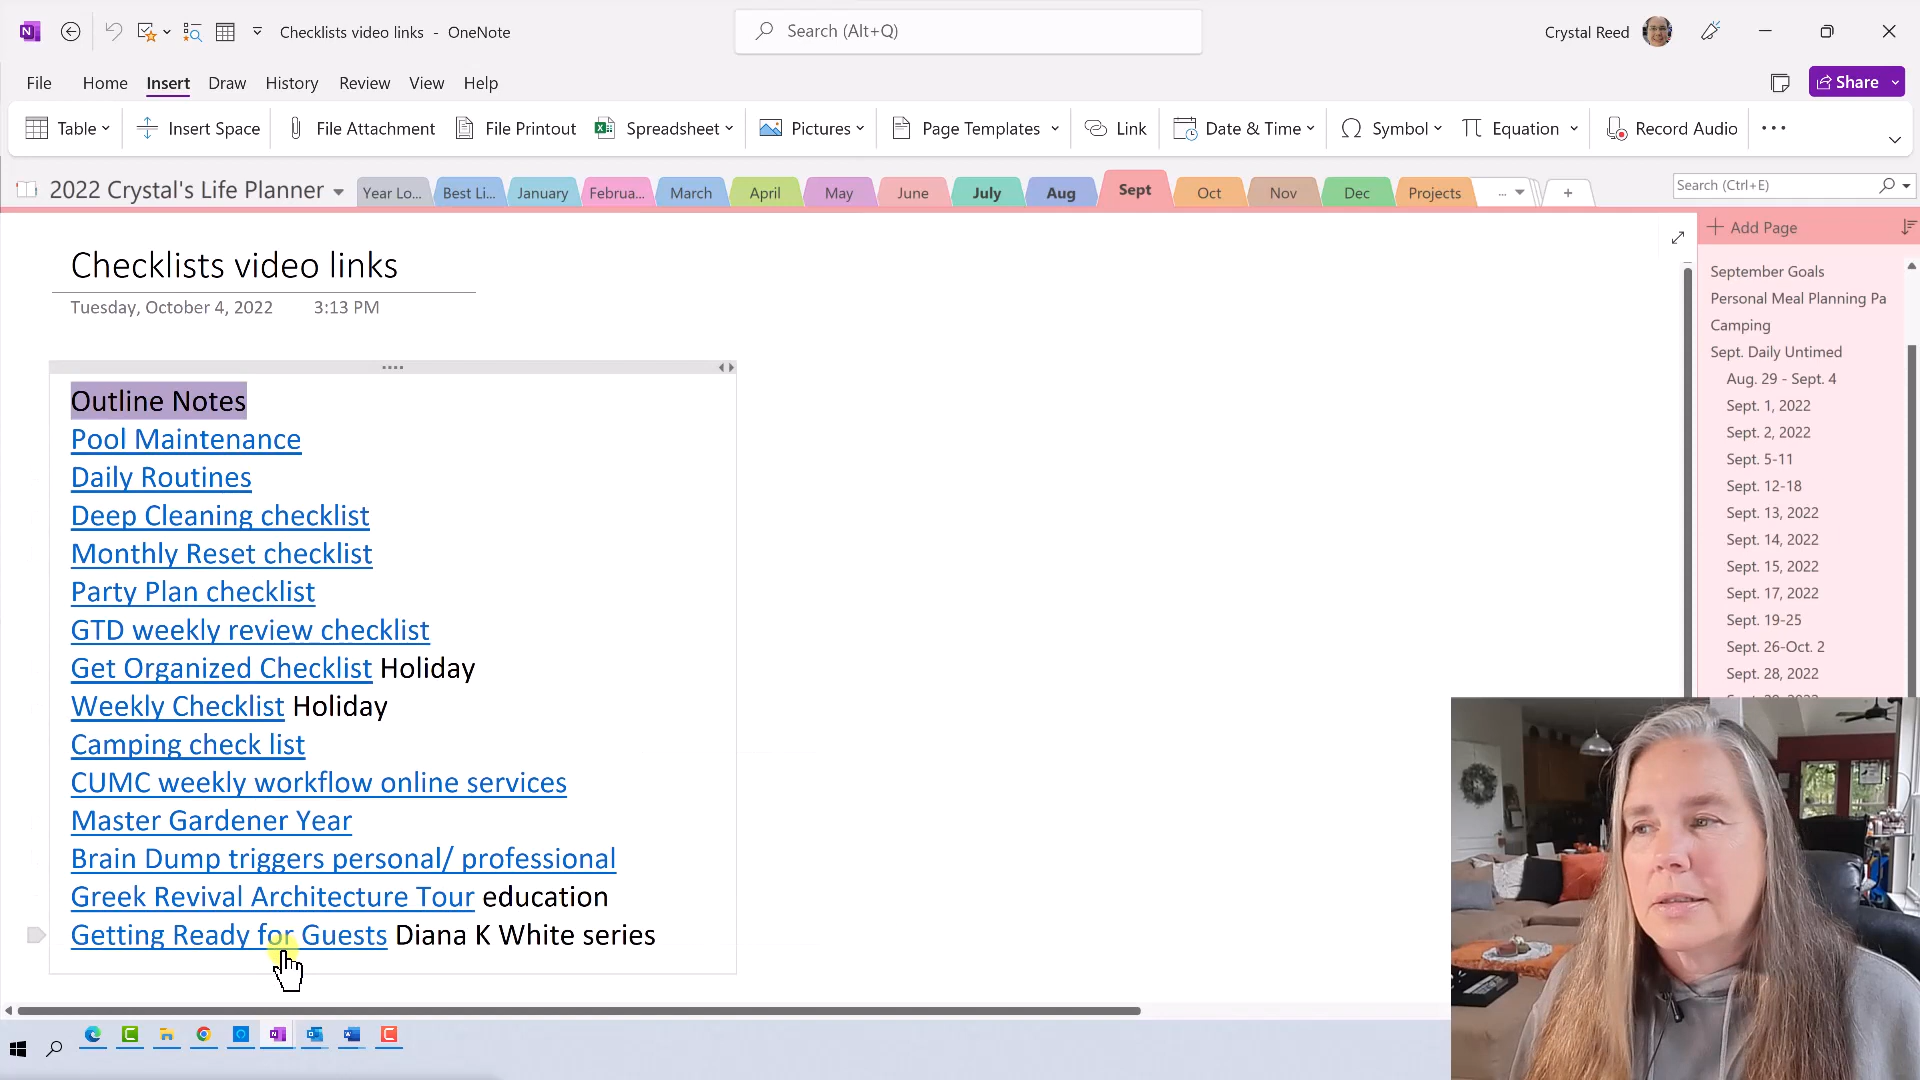 Checklists video links - OneNote
Search (Alt+Q)
Crystal Reed
File Home Insert Draw History Review View Help
Share
Table Insert Space File Attachment File Printout Spreadsheet Pictures Page Templates Link Date & Time Symbol Equation Record Audio
2022 Crystal's Life Planner
Year Lo... Best Li... January Februa... March April May June July Aug Sept Oct Nov Dec Projects ... +
Search (Ctrl+E)
Add Page
Checklists video links
Tuesday, October 4, 2022 3:13 PM
Outline Notes
Pool Maintenance
Daily Routines
Deep Cleaning checklist
Monthly Reset checklist
Party Plan checklist
GTD weekly review checklist
Get Organized Checklist Holiday
Weekly Checklist Holiday
Camping check list
CUMC weekly workflow online services
Master Gardener Year
Brain Dump triggers personal/ professional
Greek Revival Architecture Tour education
Getting Ready for Guests Diana K White series
September Goals
Personal Meal Planning Pa
Camping
Sept. Daily Untimed
Aug. 29 - Sept. 4
Sept. 1, 2022
Sept. 2, 2022
Sept. 5-11
Sept. 12-18
Sept. 13, 2022
Sept. 14, 2022
Sept. 15, 2022
Sept. 17, 2022
Sept. 19-25
Sept. 26-Oct. 2
Sept. 28, 2022